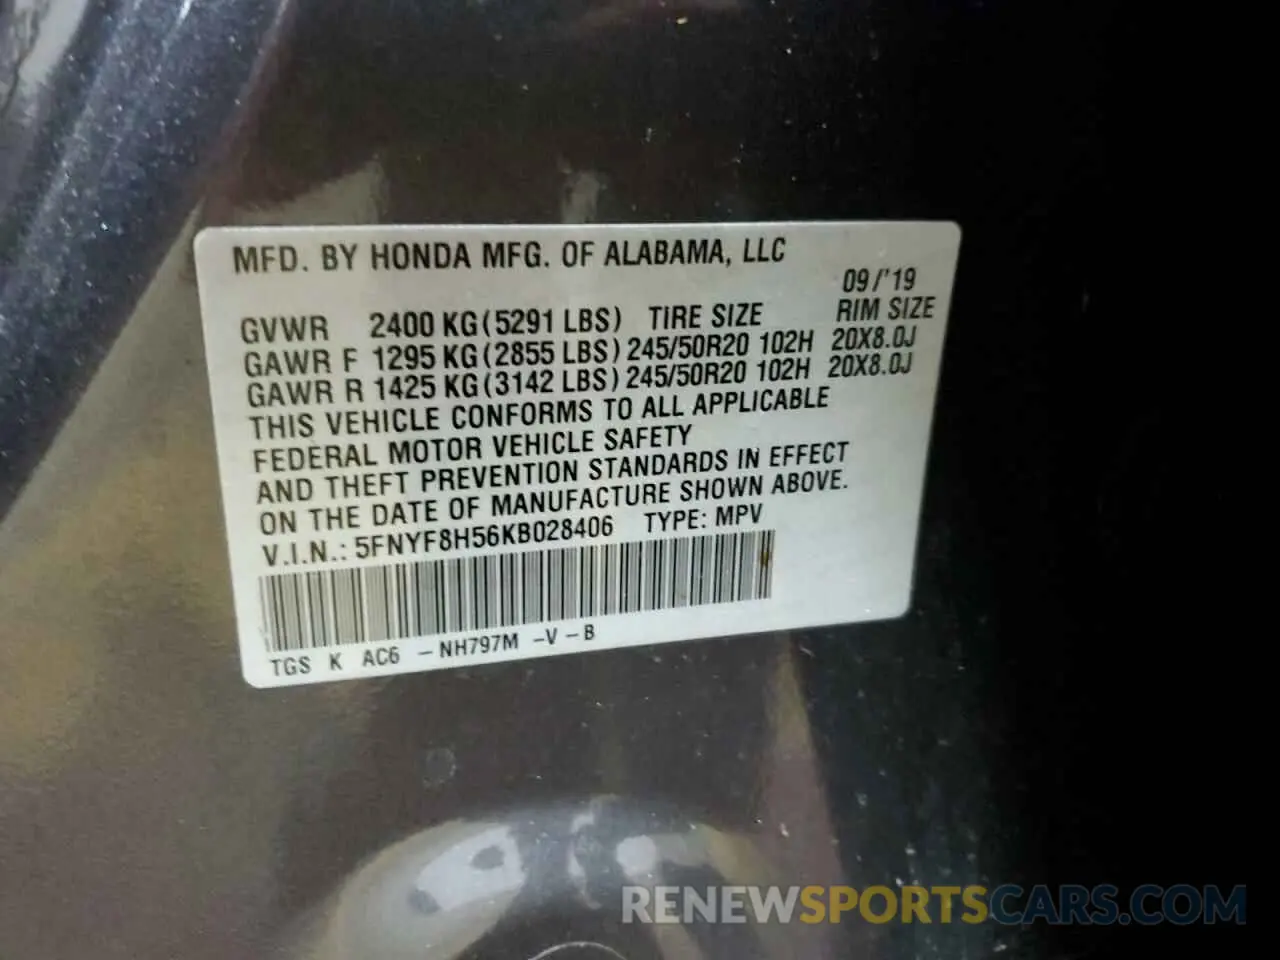 MFD. BY HONDA MFG. OF ALABAMA, LLC
09/'19
GVWR 2400 KG(5291 LBS) TIRE SIZE RIM SIZE
GAWR F 1295 KG(2855 LBS) 245/50R20 102H 20X8.0J
GAWR R 1425 KG(3142 LBS) 245/50R20 102H 20X8.0J
THIS VEHICLE CONFORMS TO ALL APPLICABLE
FEDERAL MOTOR VEHICLE SAFETY
AND THEFT PREVENTION STANDARDS IN EFFECT
ON THE DATE OF MANUFACTURE SHOWN ABOVE.
V.I.N.: 5FNYF8H56KB028406 TYPE: MPV
TGS K AC6 -NH797M -V-B
RENEWSPORTSCARS.COM